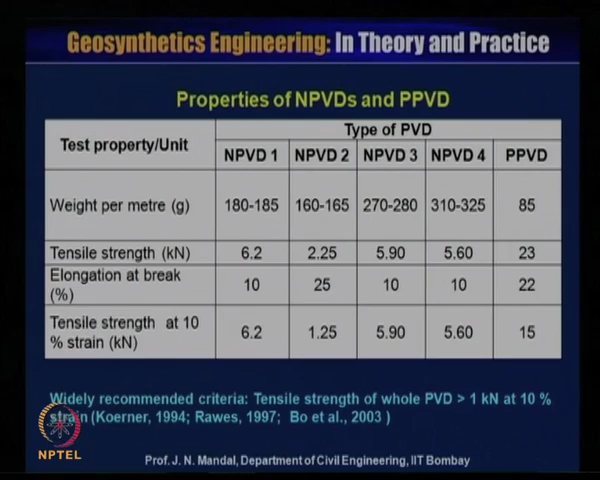 Geosynthetics Engineering: In Theory and Practice
Properties of NPVDs and PPVD
Test property/Unit
Type of PVD
NPVD 1 NPVD 2 NPVD 3 NPVD 4 PPVD
Weight per metre (g) 180-185 160-165 270-280 310-325 85
Tensile strength (kN) 6.2 2.25 5.90 5.60 23
Elongation at break
(%) 10 25 10 10 22
Tensile strength at 10
% strain (kN) 6.2 1.25 5.90 5.60 15
Widely recommended criteria: Tensile strength of whole PVD > 1 kN at 10 %
strain (Koerner, 1994; Rawes, 1997; Bo et al., 2003 )
NPTEL
Prof. J. N. Mandal, Department of Civil Engineering, IIT Bombay